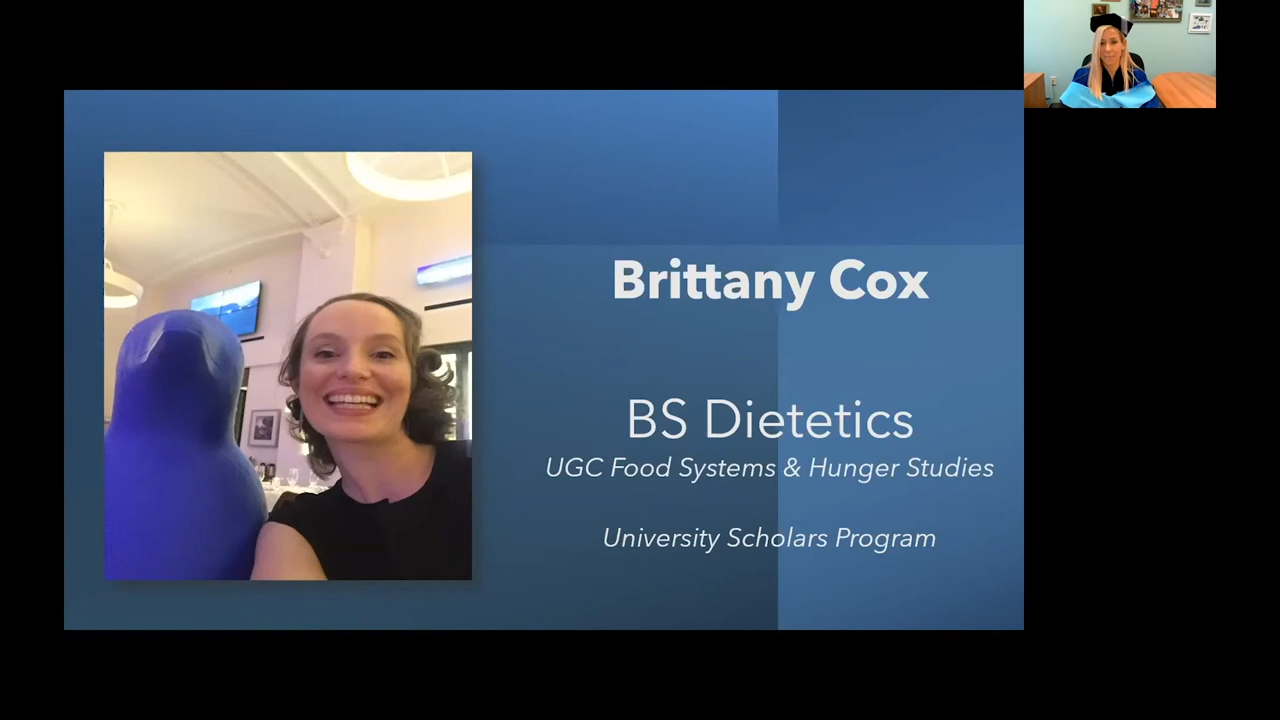 Brittany Cox
BS Dietetics
UGC Food Systems & Hunger Studies
University Scholars Program